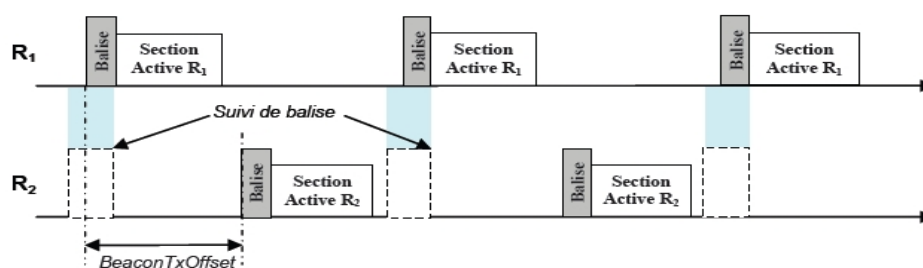 R1
Balise
Section
Active R1
Balise
Section
Active R1
Balise
Section
Active R1
Suivi de balise
R2
Balise
Section
Active R2
Balise
Section
Active R2
BeaconTxOffset